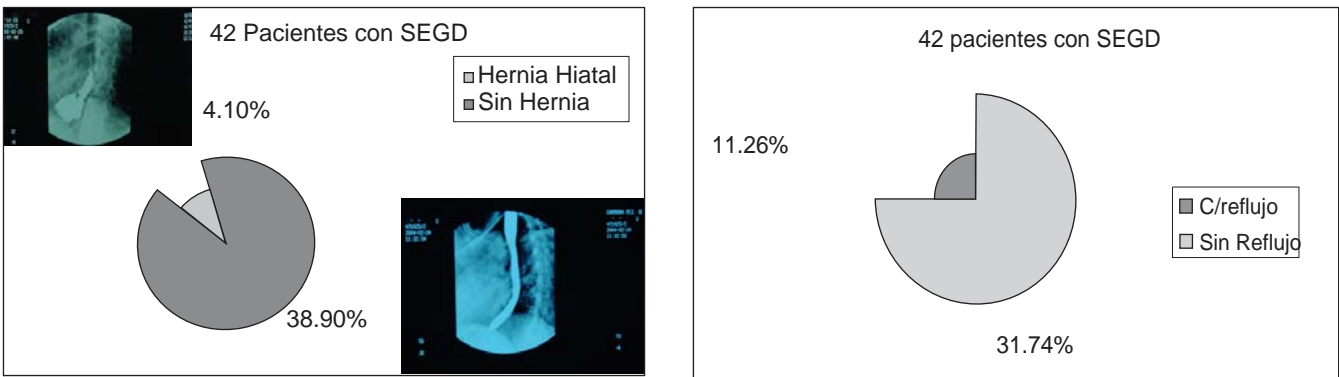 42 Pacientes con SEGD
Hernia Hiatal
Sin Hernia
4.10%
38.90%
42 pacientes con SEGD
11.26%
C/reflujo
Sin Reflujo
31.74%